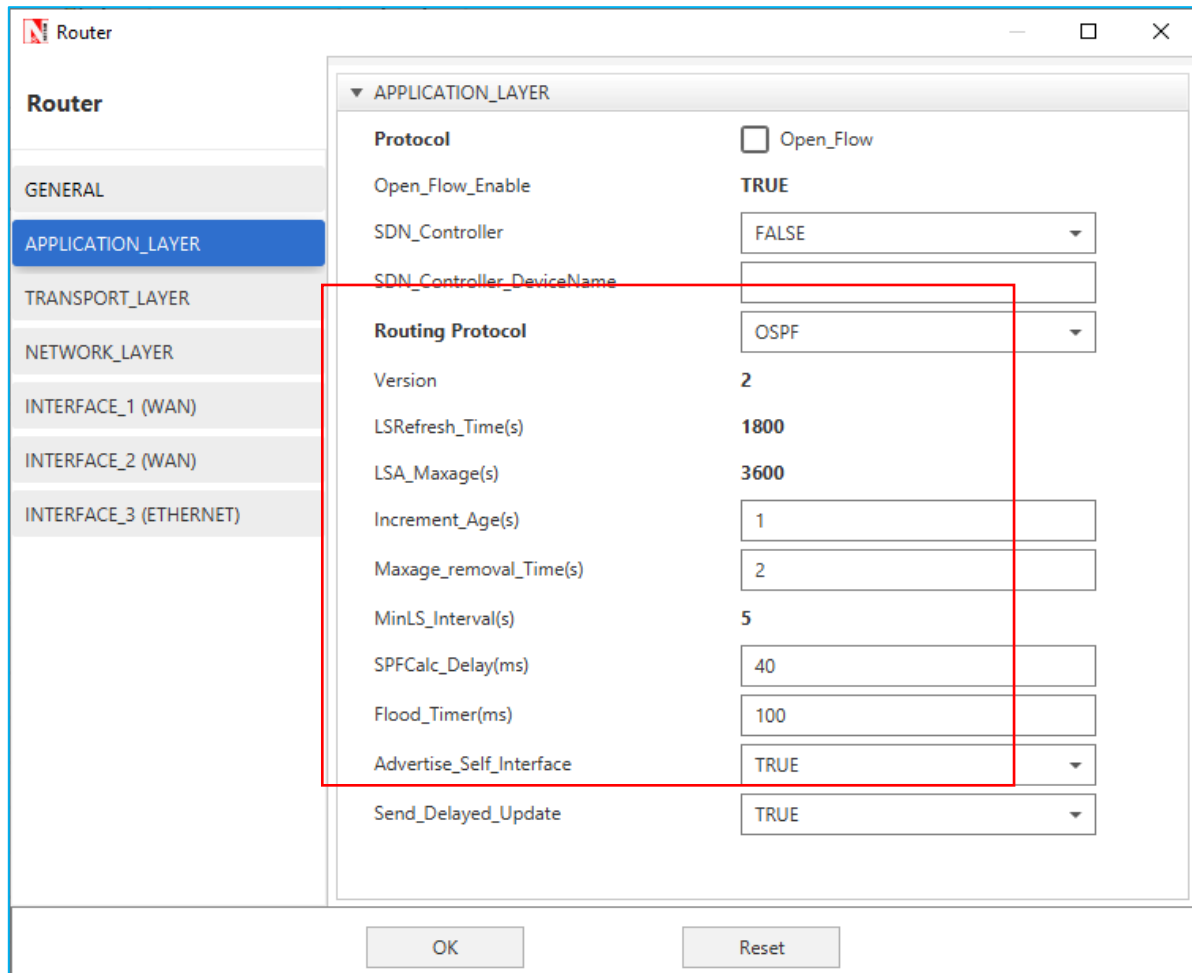 Router
Router
GENERAL
APPLICATION_LAYER
TRANSPORT_LAYER
NETWORK_LAYER
INTERFACE_1 (WAN)
INTERFACE_2 (WAN)
INTERFACE_3 (ETHERNET)
APPLICATION_LAYER
Protocol Open_Flow
Open_Flow_Enable TRUE
SDN_Controller FALSE
SDN_Controller_DeviceName
Routing Protocol OSPF
Version 2
LSRefresh_Time(s) 1800
LSA_Maxage(s) 3600
Increment_Age(s) 1
Maxage_removal_Time(s) 2
MinLS_Interval(s) 5
SPFCalc_Delay(ms) 40
Flood_Timer(ms) 100
Advertise_Self_Interface TRUE
Send_Delayed_Update TRUE
OK Reset